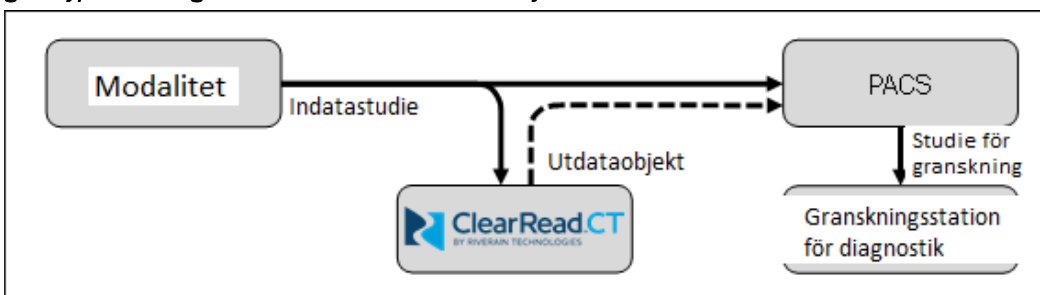 Modalitet
PACS
Indatastudie
Utdataobjekt
Studie för
granskning
ClearRead.CT
BY RIVERAIN TECHNOLOGIES
Granskningsstation
för diagnostik